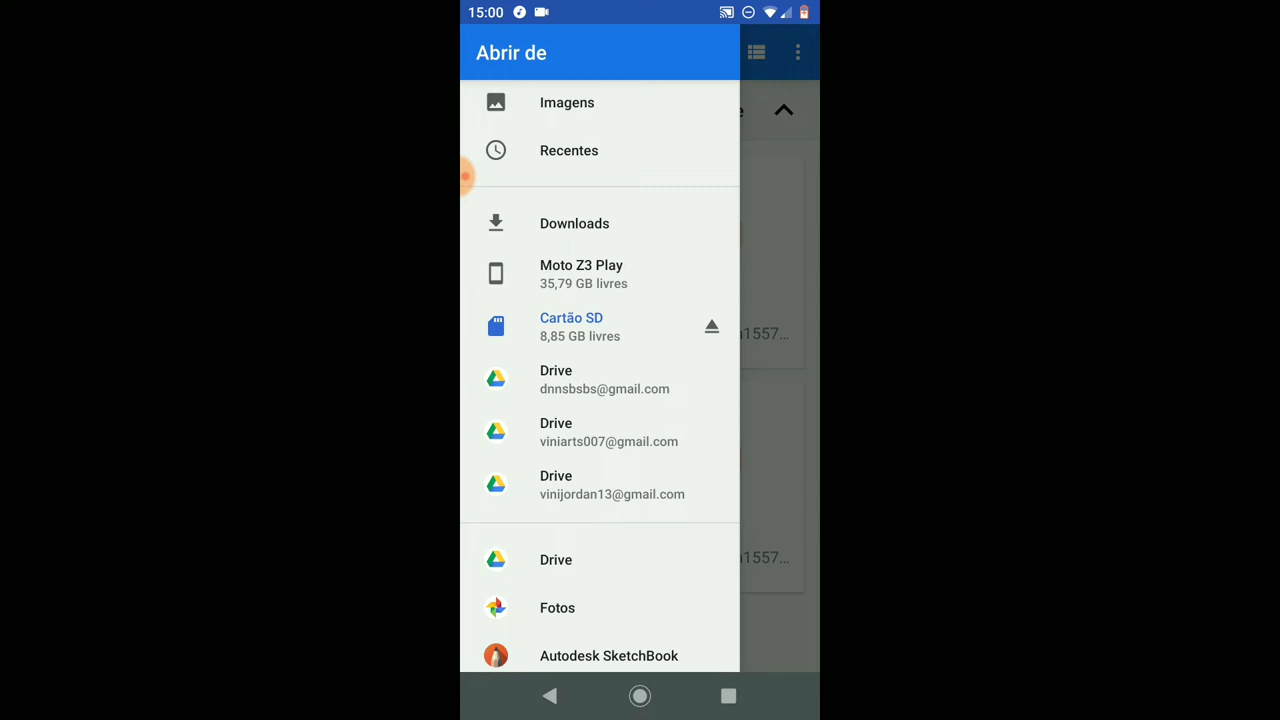 15:00
Abrir de
Imagens
Recentes
Downloads
Moto Z3 Play
35,79 GB livres
Cartão SD
8,85 GB livres
Drive
dnnsbsbs@gmail.com
Drive
viniarts007@gmail.com
Drive
vinijordan13@gmail.com
Drive
Fotos
Autodesk SketchBook